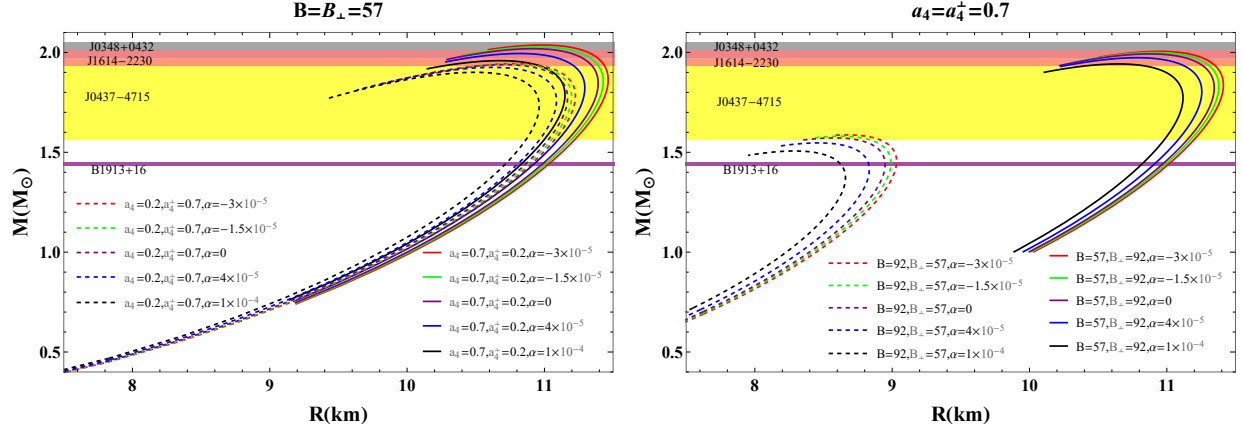 B=B⊥=57
M(M⊙)
2.0
1.5
1.0
0.5
J0348+0432
J1614-2230
J0437-4715
B1913+16
a₄=0.2,a₄⊥=0.7,α=-3×10⁻⁵
a₄=0.2,a₄⊥=0.7,α=-1.5×10⁻⁵
a₄=0.2,a₄⊥=0.7,α=0
a₄=0.2,a₄⊥=0.7,α=4×10⁻⁵
a₄=0.2,a₄⊥=0.7,α=1×10⁻⁴
a₄=0.7,a₄⊥=0.2,α=-3×10⁻⁵
a₄=0.7,a₄⊥=0.2,α=-1.5×10⁻⁵
a₄=0.7,a₄⊥=0.2,α=0
a₄=0.7,a₄⊥=0.2,α=4×10⁻⁵
a₄=0.7,a₄⊥=0.2,α=1×10⁻⁴
8 9 10 11
R(km)
a₄=a₄⊥=0.7
M(M⊙)
2.0
1.5
1.0
0.5
J0348+0432
J1614-2230
J0437-4715
B1913+16
B=92,B⊥=57,α=-3×10⁻⁵
B=92,B⊥=57,α=-1.5×10⁻⁵
B=92,B⊥=57,α=0
B=92,B⊥=57,α=4×10⁻⁵
B=92,B⊥=57,α=1×10⁻⁴
B=57,B⊥=92,α=-3×10⁻⁵
B=57,B⊥=92,α=-1.5×10⁻⁵
B=57,B⊥=92,α=0
B=57,B⊥=92,α=4×10⁻⁵
B=57,B⊥=92,α=1×10⁻⁴
8 9 10 11
R(km)